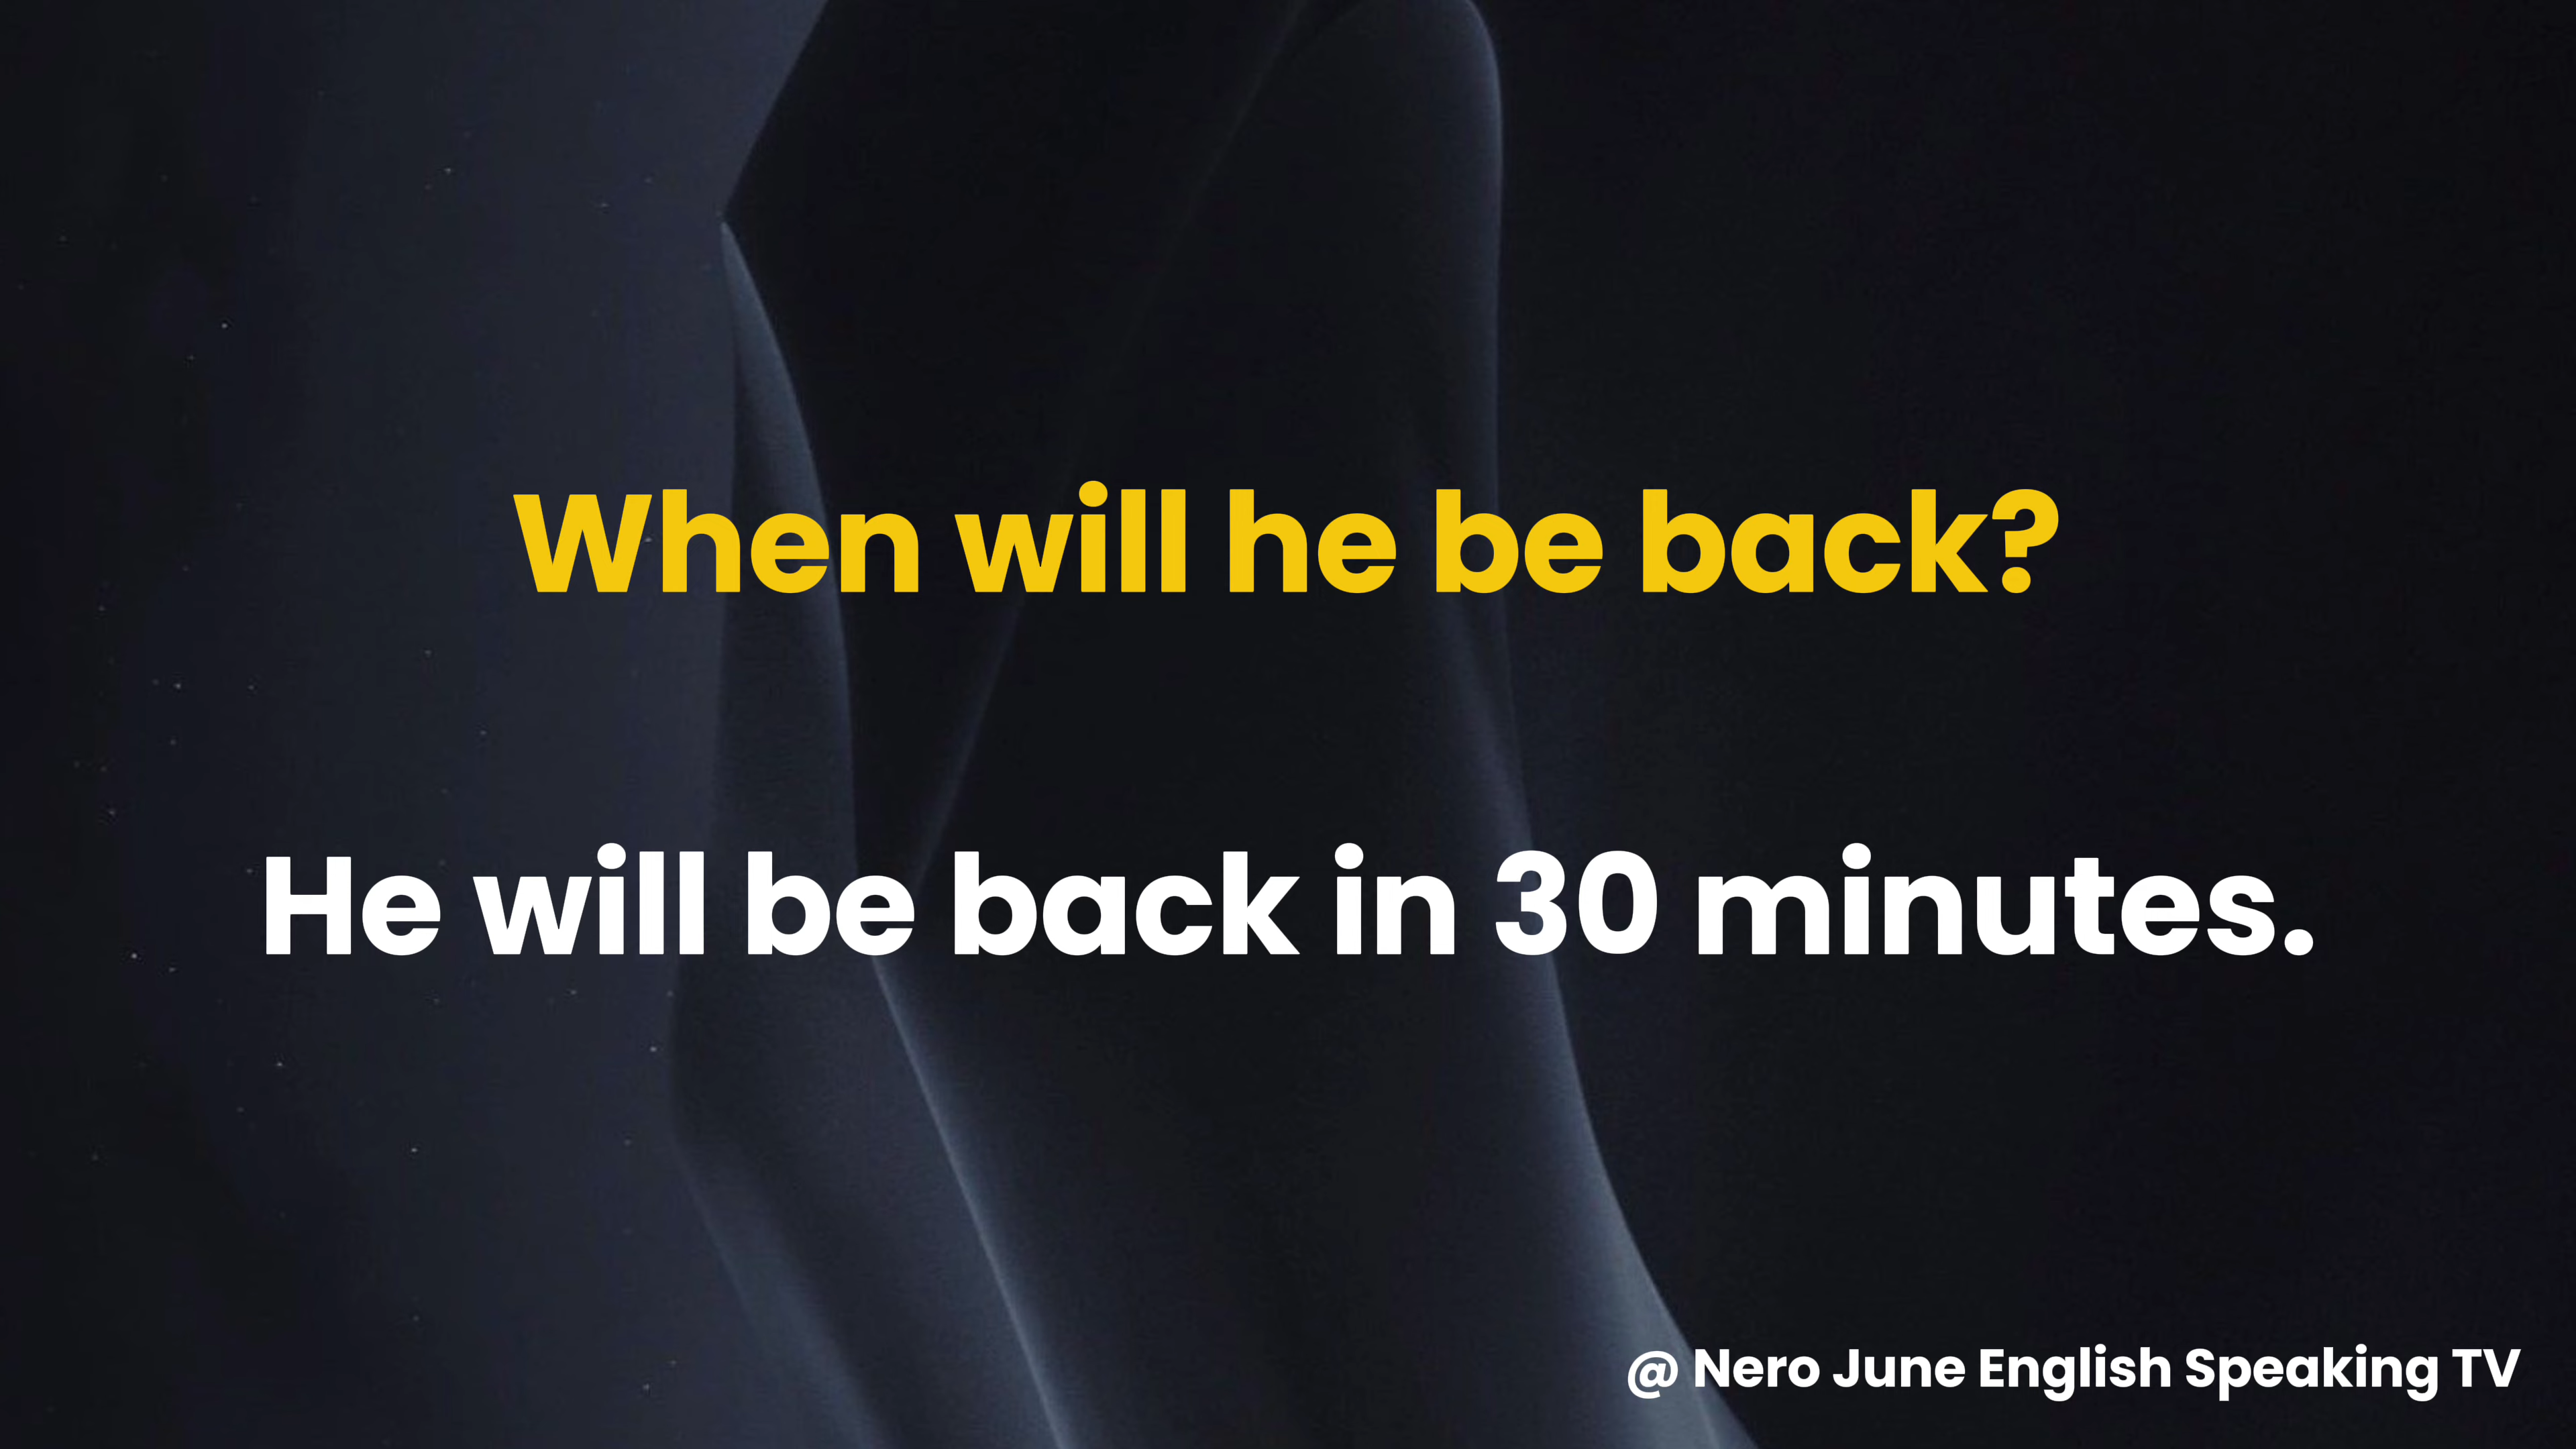 When will he be back?
He will be back in 30 minutes.
@ Nero June English Speaking TV